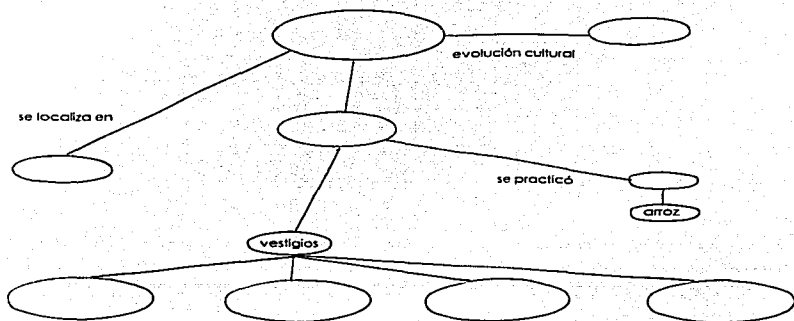 evolución cultural
se localiza en
se practicó
arroz
vestigios